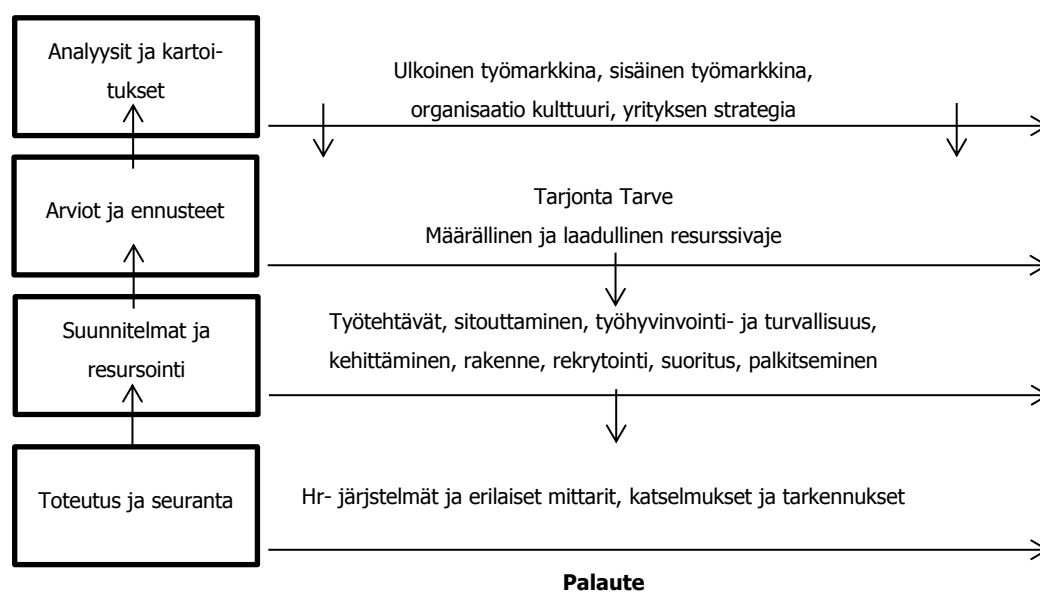 Analyysit ja kartoi-
tukset
Ulkoinen työmarkkina, sisäinen työmarkkina,
organisaatio kulttuuri, yrityksen strategia
Arviot ja ennusteet
Tarjonta Tarve
Määrällinen ja laadullinen resurssivaje
Suunnitelmat ja
resursointi
Työtehtävät, sitouttaminen, työhyvinvointi- ja turvallisuus,
kehittäminen, rakenne, rekrytointi, suoritus, palkitseminen
Toteutus ja seuranta
Hr- järjstelmät ja erilaiset mittarit, katselmukset ja tarkennukset
Palaute